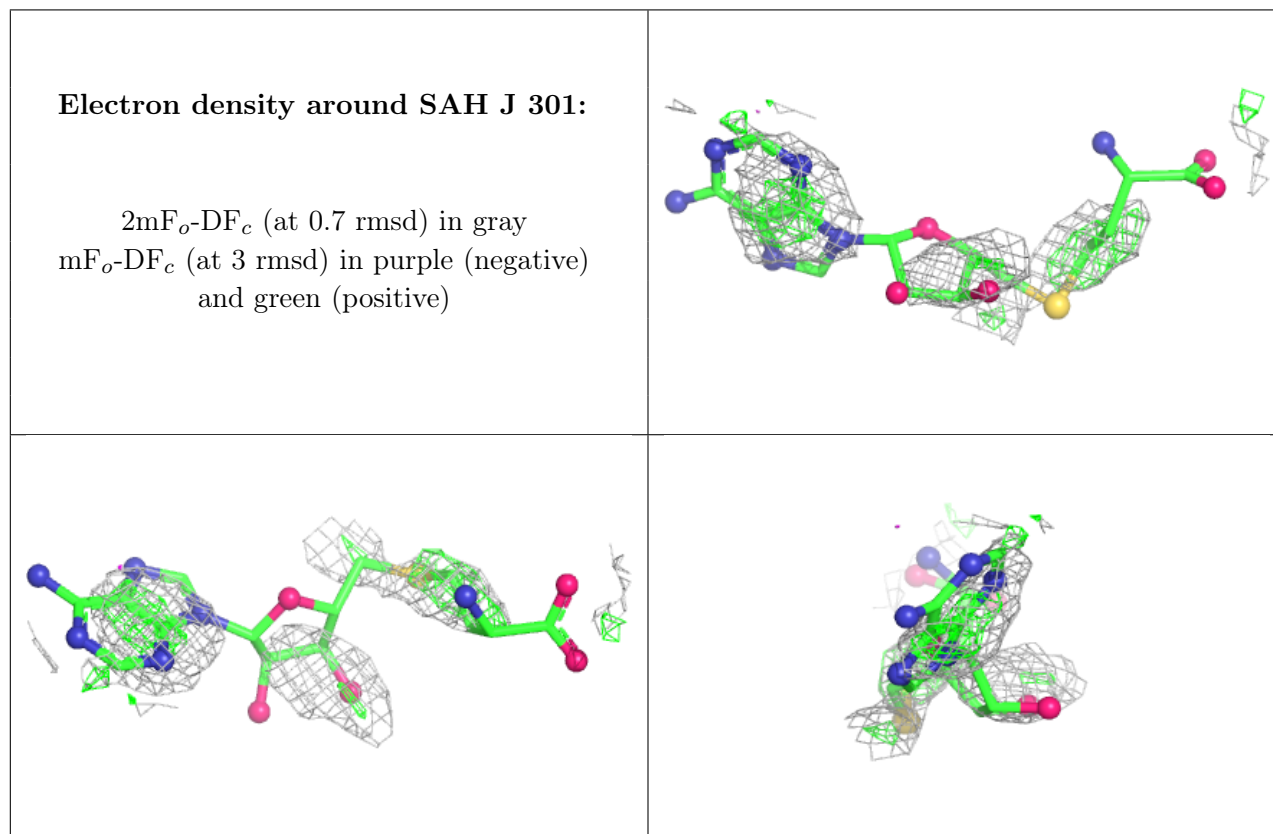 Electron density around SAH J 301:
2mFo-DFc (at 0.7 rmsd) in gray
mFo-DFc (at 3 rmsd) in purple (negative)
and green (positive)